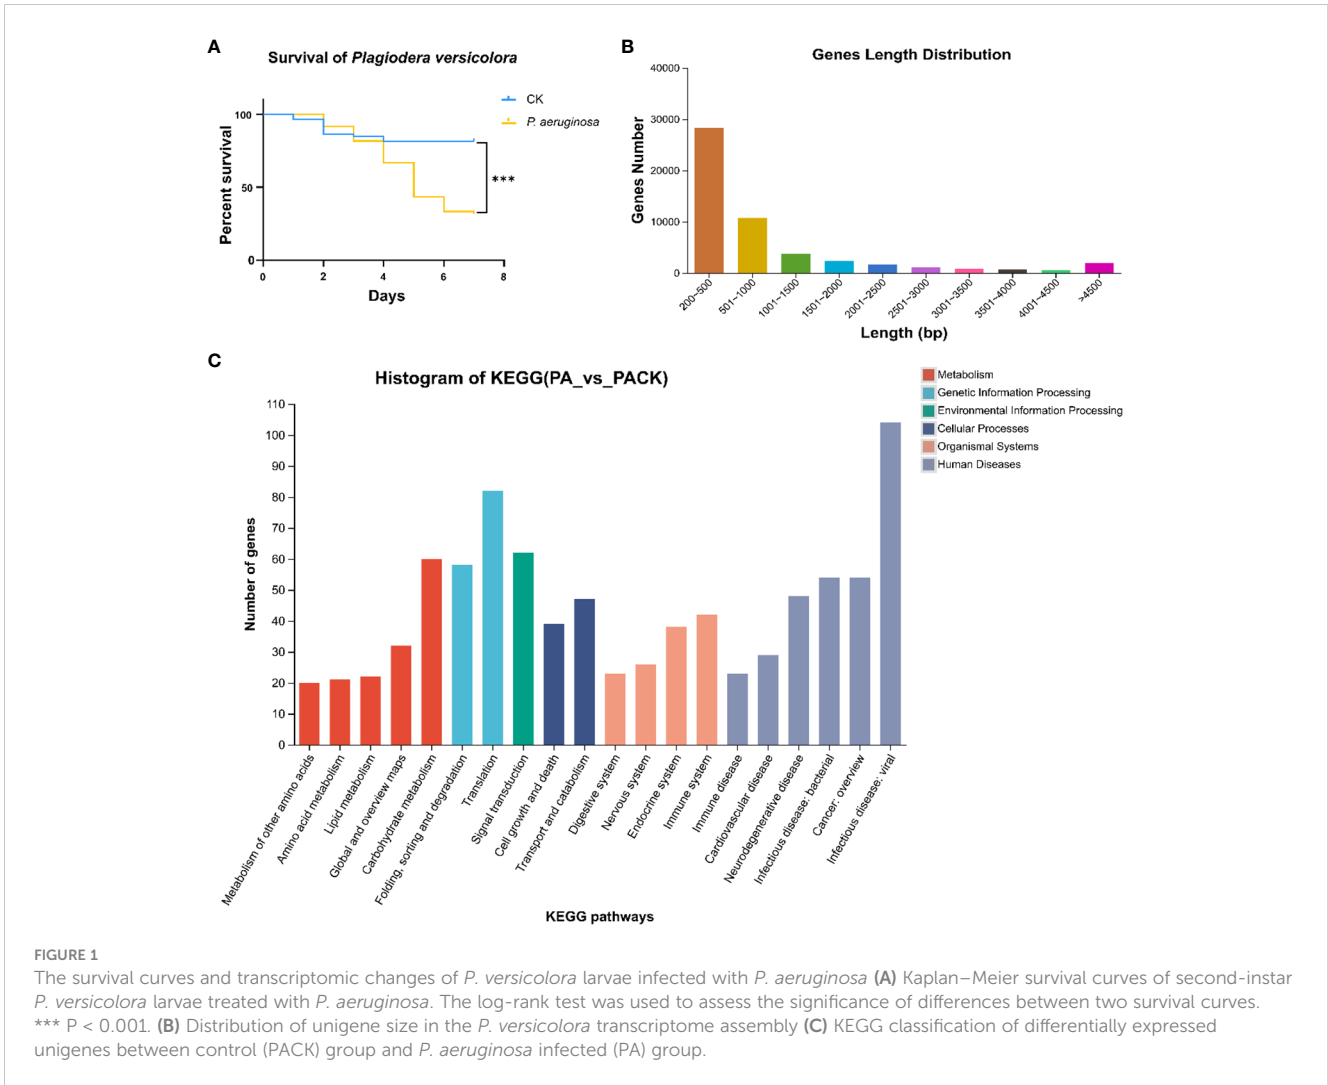 A
Survival of Plagiodera versicolora
CK
P. aeruginosa
100
50
0
Percent survival
***
0 2 4 6 8
Days
B
Genes Length Distribution
40000
30000
20000
10000
0
Genes Number
200~500
501~1000
1001~1500
1501~2000
2001~2500
2501~3000
3001~3500
3501~4000
4001~4500
>4500
Length (bp)
C
Histogram of KEGG(PA_vs_PACK)
Metabolism
Genetic Information Processing
Environmental Information Processing
Cellular Processes
Organismal Systems
Human Diseases
110
100
90
80
70
60
50
40
30
20
10
0
Number of genes
Metabolism of other amino acids
Amino acid metabolism
Lipid metabolism
Global and overview maps
Carbohydrate metabolism
Folding, sorting and degradation
Translation
Signal transduction
Cell growth and death
Transport and catabolism
Digestive system
Nervous system
Endocrine system
Immune system
Immune disease
Cardiovascular disease
Neurodegenerative disease
Infectious disease: bacterial
Cancer: overview
Infectious disease: viral
KEGG pathways
FIGURE 1
The survival curves and transcriptomic changes of P. versicolora larvae infected with P. aeruginosa (A) Kaplan–Meier survival curves of second-instar
P. versicolora larvae treated with P. aeruginosa. The log-rank test was used to assess the significance of differences between two survival curves.
*** P < 0.001. (B) Distribution of unigene size in the P. versicolora transcriptome assembly (C) KEGG classification of differentially expressed
unigenes between control (PACK) group and P. aeruginosa infected (PA) group.